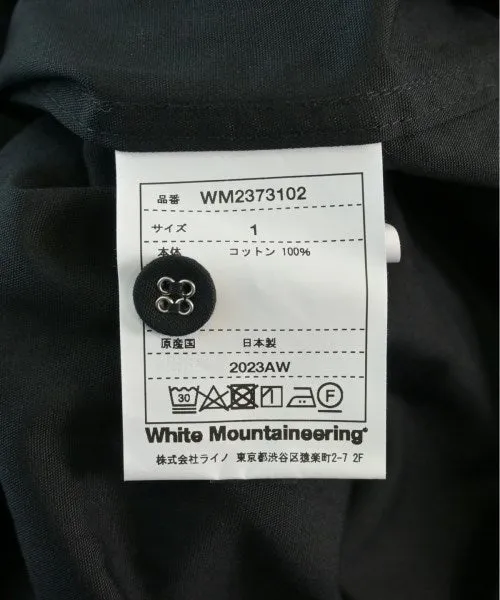 品番 WM2373102
サイズ 1
本体 コットン 100%
原産国 日本製
2023AW
30 F
White Mountaineering®
株式会社ライノ 東京都渋谷区猿楽町2-7 2F